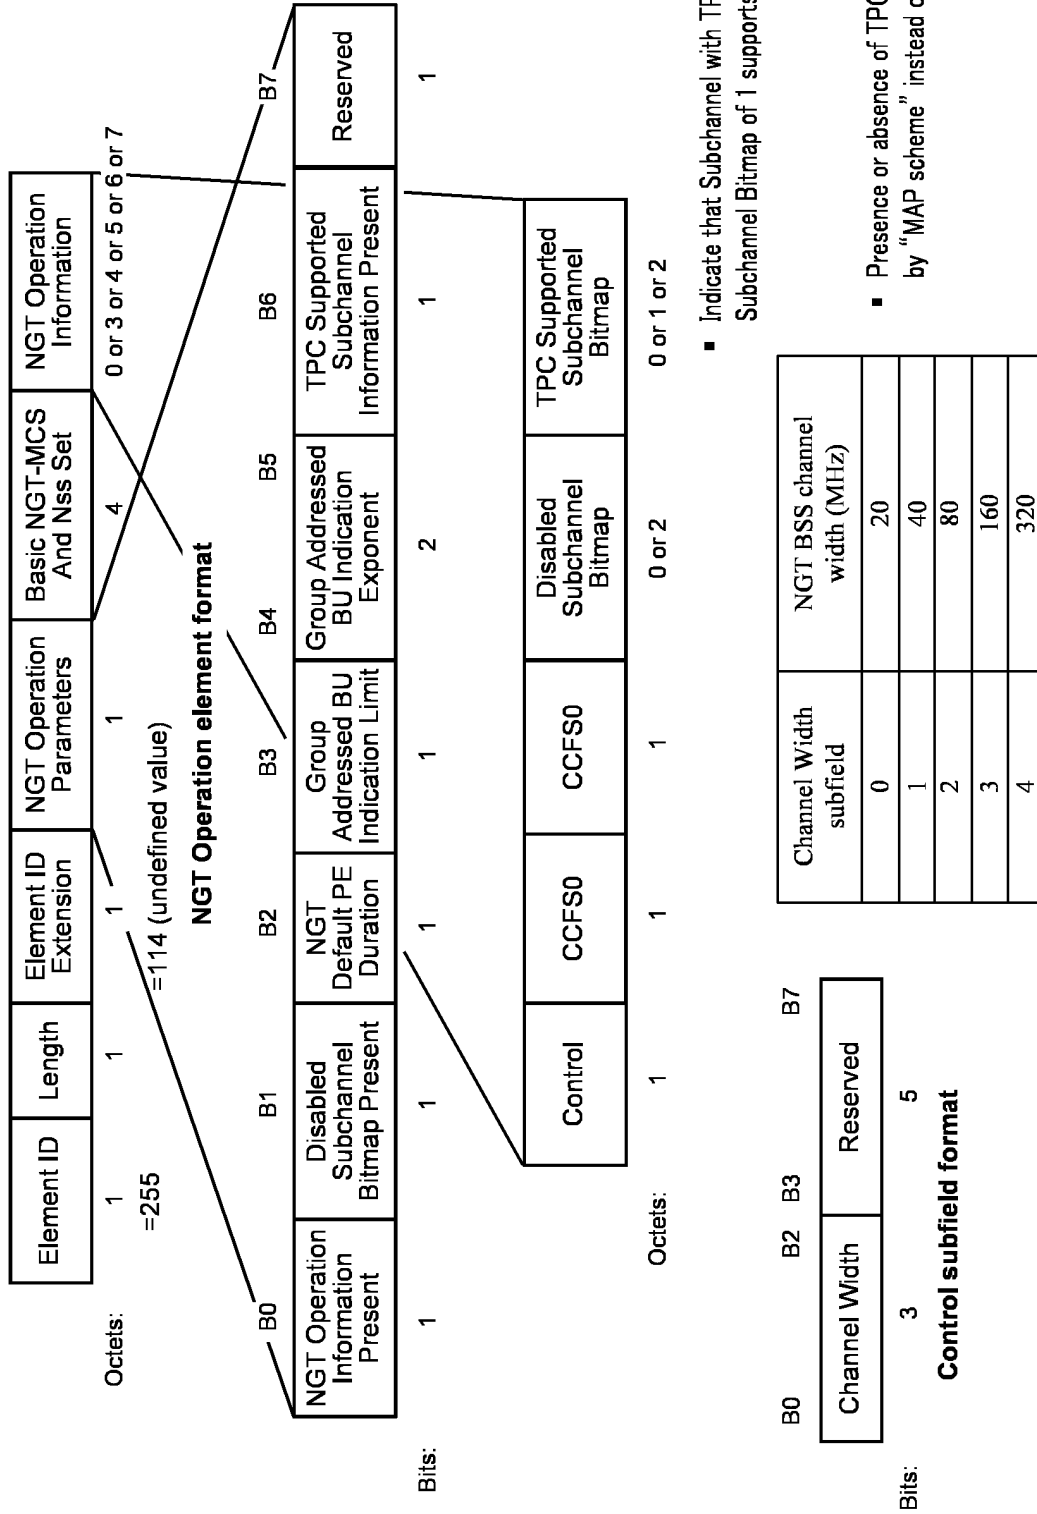 Element ID
Length
Element ID
Extension
NGT Operation
Parameters
Basic NGT-MCS
And Nss Set
NGT Operation
Information
Octets:
1
1
1
1
4
0 or 3 or 4 or 5 or 6 or 7
=255
=114 (undefined value)
NGT Operation element format
B0
B1
B2
B3
B4
B5
B6
B7
NGT Operation
Information
Present
Disabled
Subchannel
Bitmap Present
NGT
Default PE
Duration
Group
Addressed BU
Indication Limit
Group Addressed
BU Indication
Exponent
TPC Supported
Subchannel
Information Present
Reserved
Bits:
1
1
1
1
2
1
1
Control
CCFS0
CCFS0
Disabled
Subchannel
Bitmap
TPC Supported
Subchannel
Bitmap
Octets:
1
1
1
0 or 2
0 or 1 or 2
▪ Indicate that Subchannel with
Subchannel Bitmap of 1 supports
B0
B2
B3
B7
Channel Width
Reserved
Bits:
3
5
Control subfield format
Channel Width
subfield
NGT BSS channel
width (MHz)
0
20
1
40
2
80
3
160
4
320
▪ Presence or absence of TPC
by "MAP scheme" instead